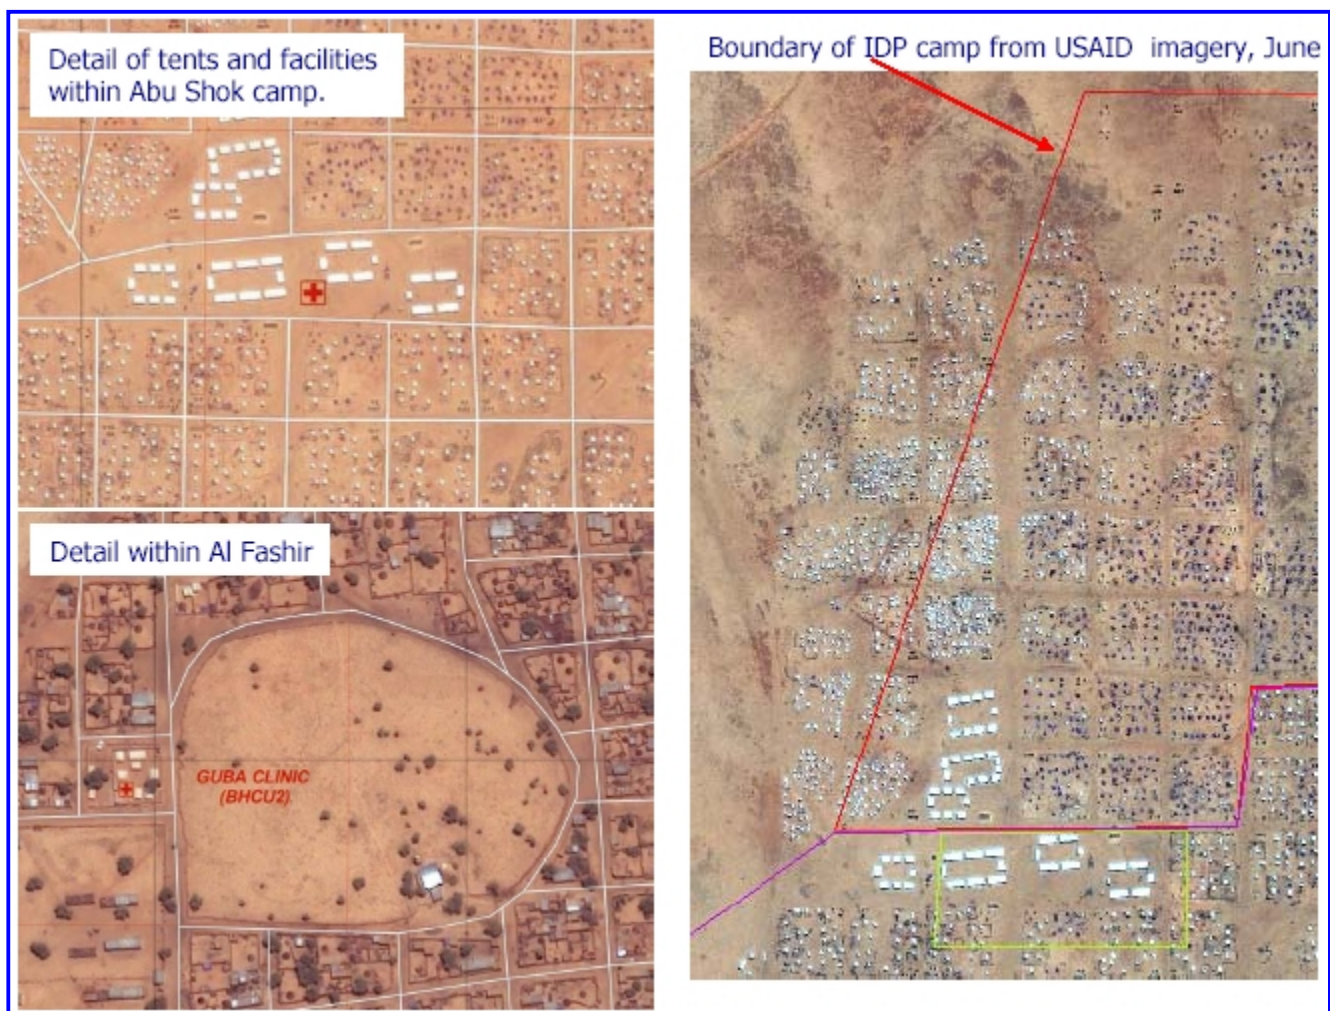 Detail of tents and facilities
within Abu Shok camp.
Boundary of IDP camp from USAID imagery, June
Detail within Al Fashir
GUBA CLINIC
(BHCU2)